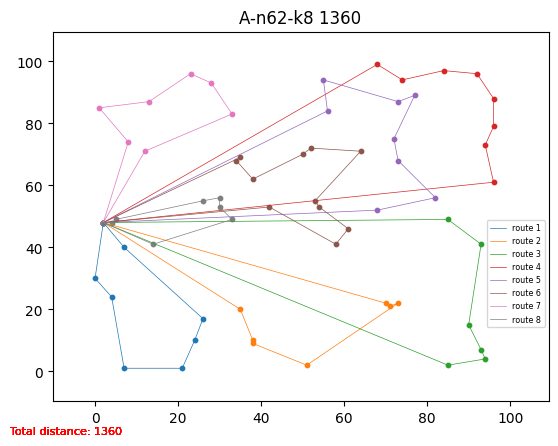 A-n62-k8 1360
100
80
60
40
20
0
route 1
route 2
route 3
route 4
route 5
route 6
route 7
route 8
0 20 40 60 80 100
Total distance: 1360